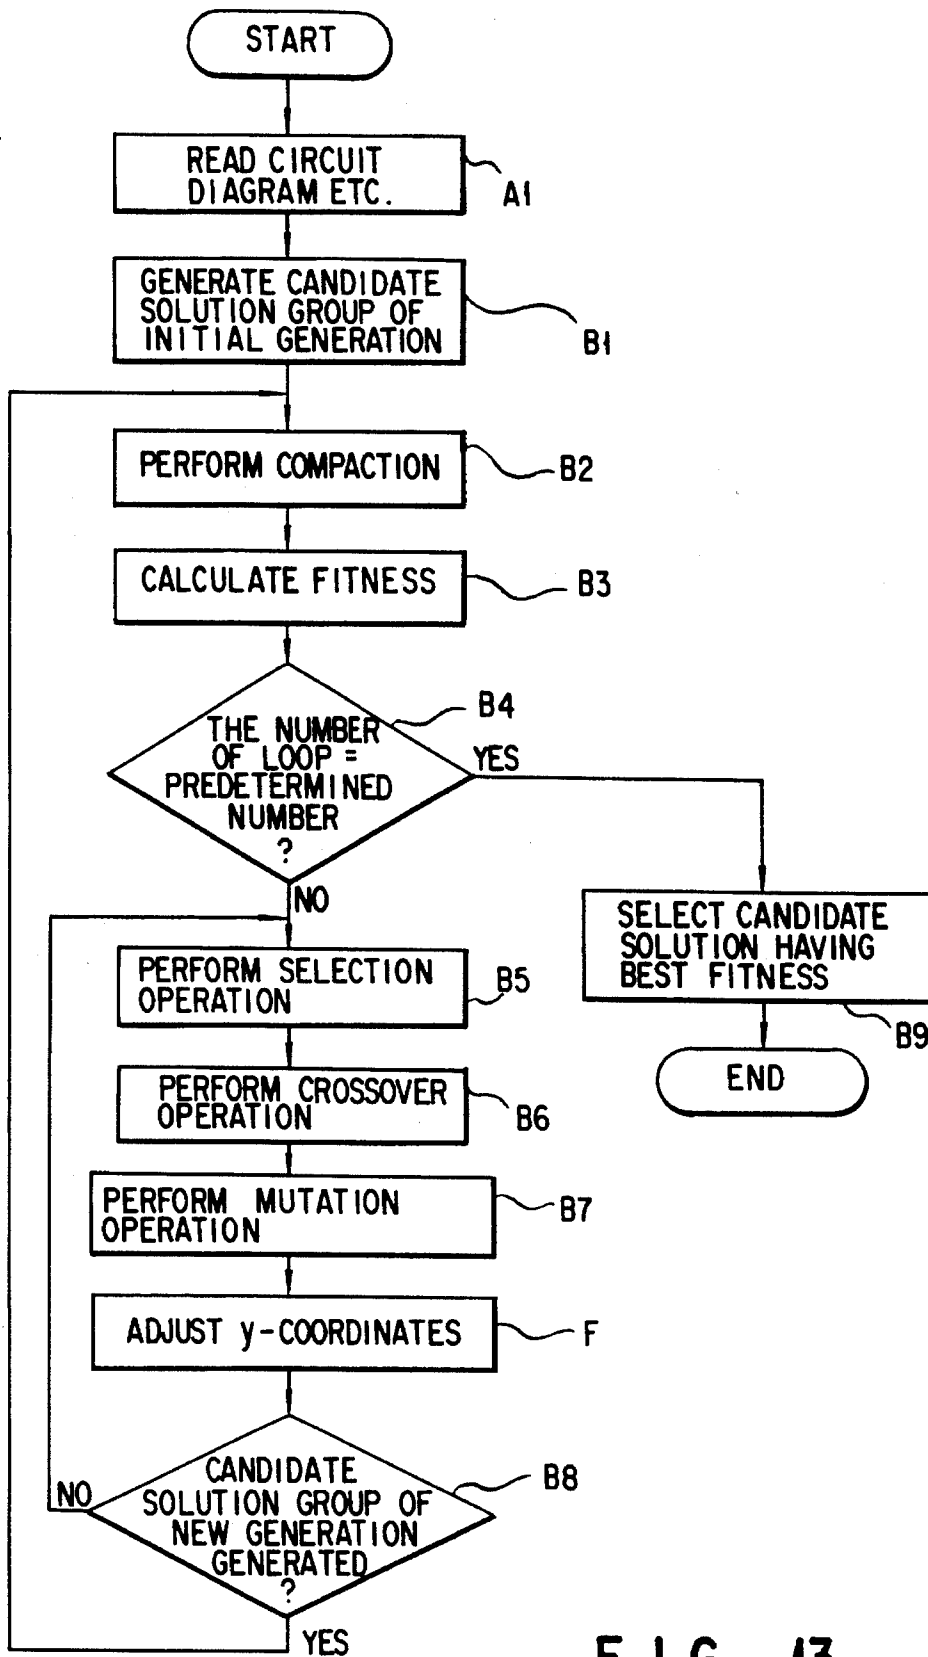 START
READ CIRCUIT
DIAGRAM ETC.
A1
GENERATE CANDIDATE
SOLUTION GROUP OF
INITIAL GENERATION
B1
PERFORM COMPACTION
B2
CALCULATE FITNESS
B3
THE NUMBER
OF LOOP =
PREDETERMINED
NUMBER
?
B4
YES
NO
SELECT CANDIDATE
SOLUTION HAVING
BEST FITNESS
B9
END
PERFORM SELECTION
OPERATION
B5
PERFORM CROSSOVER
OPERATION
B6
PERFORM MUTATION
OPERATION
B7
ADJUST y-COORDINATES
F
CANDIDATE
SOLUTION GROUP OF
NEW GENERATION
GENERATED
?
B8
NO
YES
FIG. 13